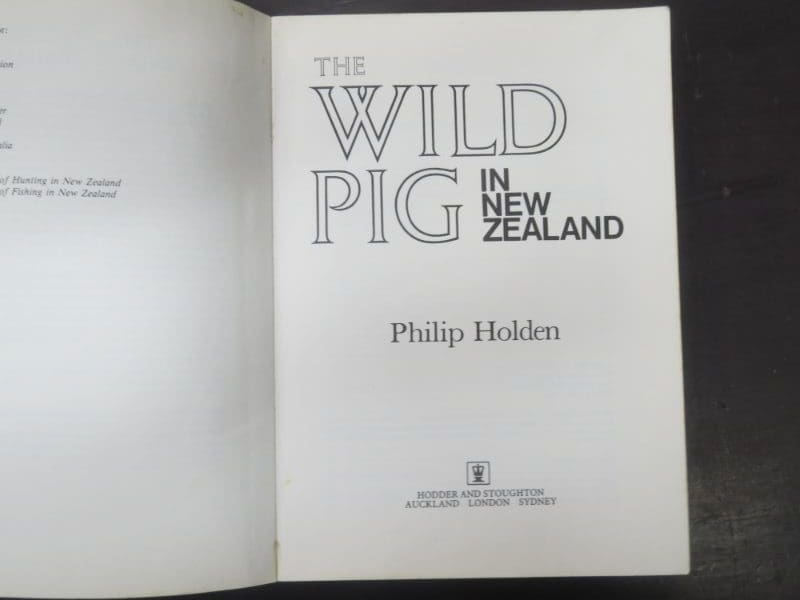 of Hunting in New Zealand
of Fishing in New Zealand
THE
WILD
PIG
IN
NEW
ZEALAND
Philip Holden
HODDER AND STOUGHTON
AUCKLAND LONDON SYDNEY